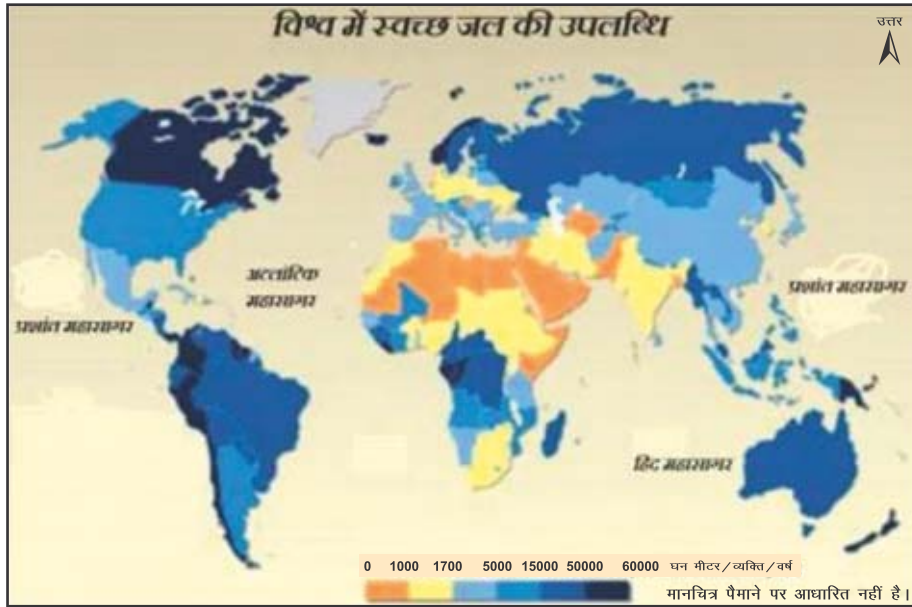 विश्व में स्वच्छ जल की उपलब्धि
उत्तर
अटलांटिक
महासागर
प्रशांत महासागर
प्रशांत महासागर
हिंद महासागर
0 1000 1700 5000 15000 50000 60000 घन मीटर/व्यक्ति/वर्ष
मानचित्र पैमाने पर आधारित नहीं है।